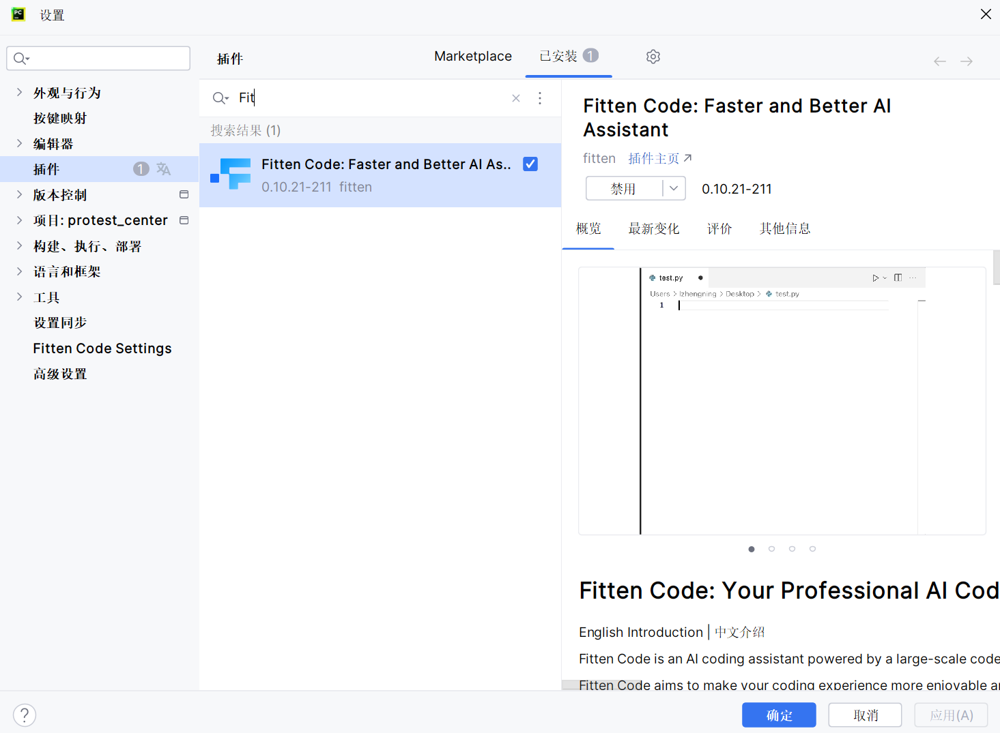 设置
外观与行为
按键映射
编辑器
插件 1
版本控制
项目: protest_center
构建、执行、部署
语言和框架
工具
设置同步
Fitten Code Settings
高级设置
插件
Marketplace
已安装 1
Fit
搜索结果 (1)
Fitten Code: Faster and Better AI As..
0.10.21-211 fitten
Fitten Code: Faster and Better AI
Assistant
fitten 插件主页
禁用 0.10.21-211
概览 最新变化 评价 其他信息
test.py
Users > lzhengning > Desktop > test.py
1
Fitten Code: Your Professional AI Cod
English Introduction | 中文介绍
Fitten Code is an AI coding assistant powered by a large-scale code
Fitten Code aims to make your coding experience more enjoyable a
?
确定 取消 应用(A)